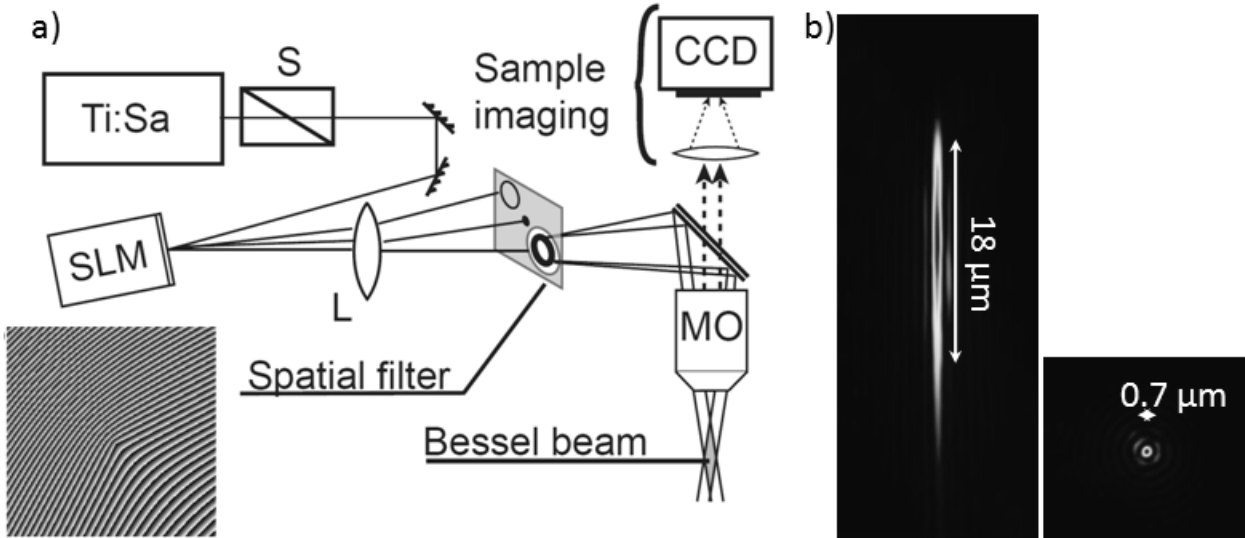 a)
S
Ti:Sa
SLM
L
Spatial filter
Sample
imaging
CCD
MO
Bessel beam
b)
18 µm
0.7 µm